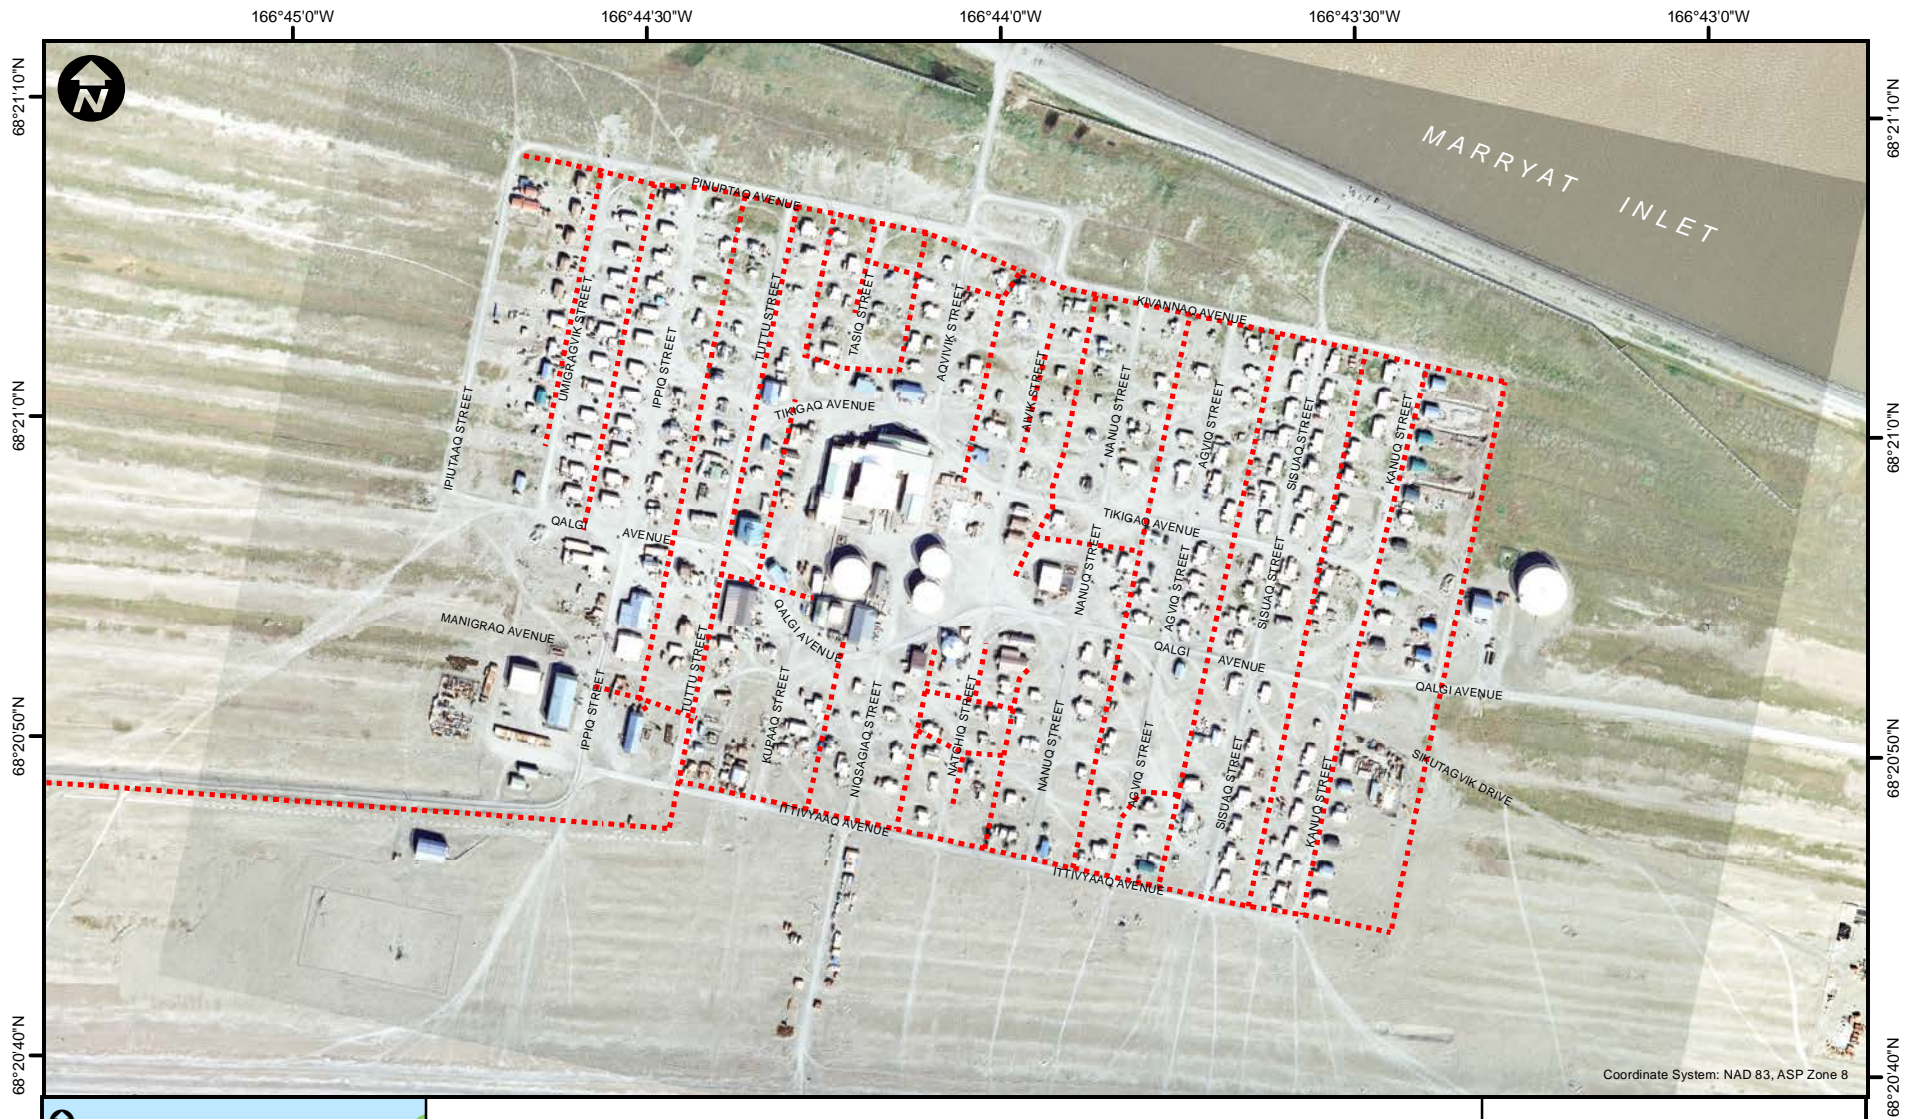 166°45'0"W
166°44'30"W
166°44'0"W
166°43'30"W
166°43'0"W
68°21'10"N
68°21'10"N
N
MARRYAT INLET
PINUPTAQ AVENUE
KIVANNAQ AVENUE
UMIGRAGVIK STREET
TUTTU STREET
TASIQ STREET
AQVIVIK STREET
IPPIQ STREET
AIVIK STREET
NANUQ STREET
AGVIQ STREET
SISUAQ STREET
KANUQ STREET
IPIUTAAQ STREET
68°21'0"N
68°21'0"N
TIKIGAQ AVENUE
TIKIGAQ AVENUE
QALGI AVENUE
NANUQ STREET
AGVIQ STREET
SISUAQ STREET
MANIGRAQ AVENUE
QALGI AVENUE
QALGI AVENUE
QALGI AVENUE
TUTTU STREET
IPPIQ STREET
KUPAAQ STREET
NIQSAGIAQ STREET
NATCHIQ STREET
NANUQ STREET
AGVIQ STREET
SISUAQ STREET
KANUQ STREET
SIKUTAGVIK DRIVE
68°20'50"N
68°20'50"N
ITTIVYAAQ AVENUE
ITTIVYAAQ AVENUE
68°20'40"N
68°20'40"N
Coordinate System: NAD 83, ASP Zone 8